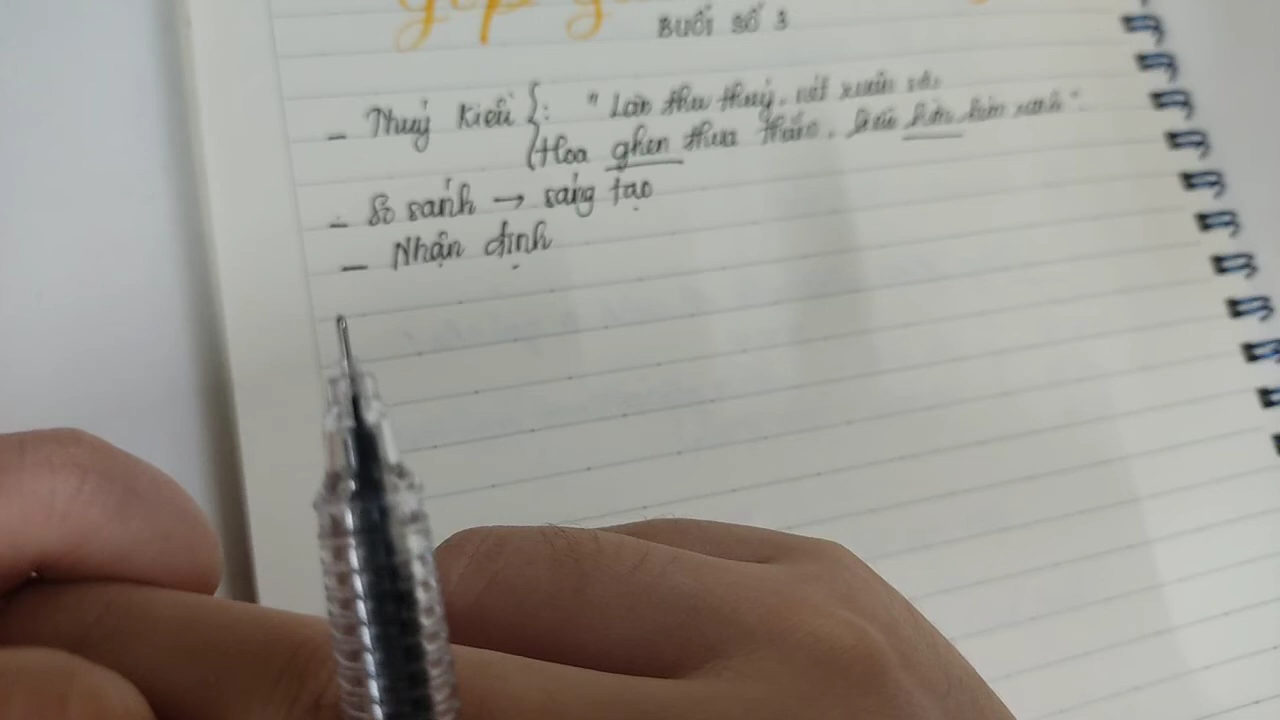 BUỔI SỐ 3
- Thuý Kiều { : "Làn thu thuỷ, nét xuân sơn
Hoa ghen thua thắm, liễu hờn kém xanh"
- So sánh → sáng tạo
- Nhận định